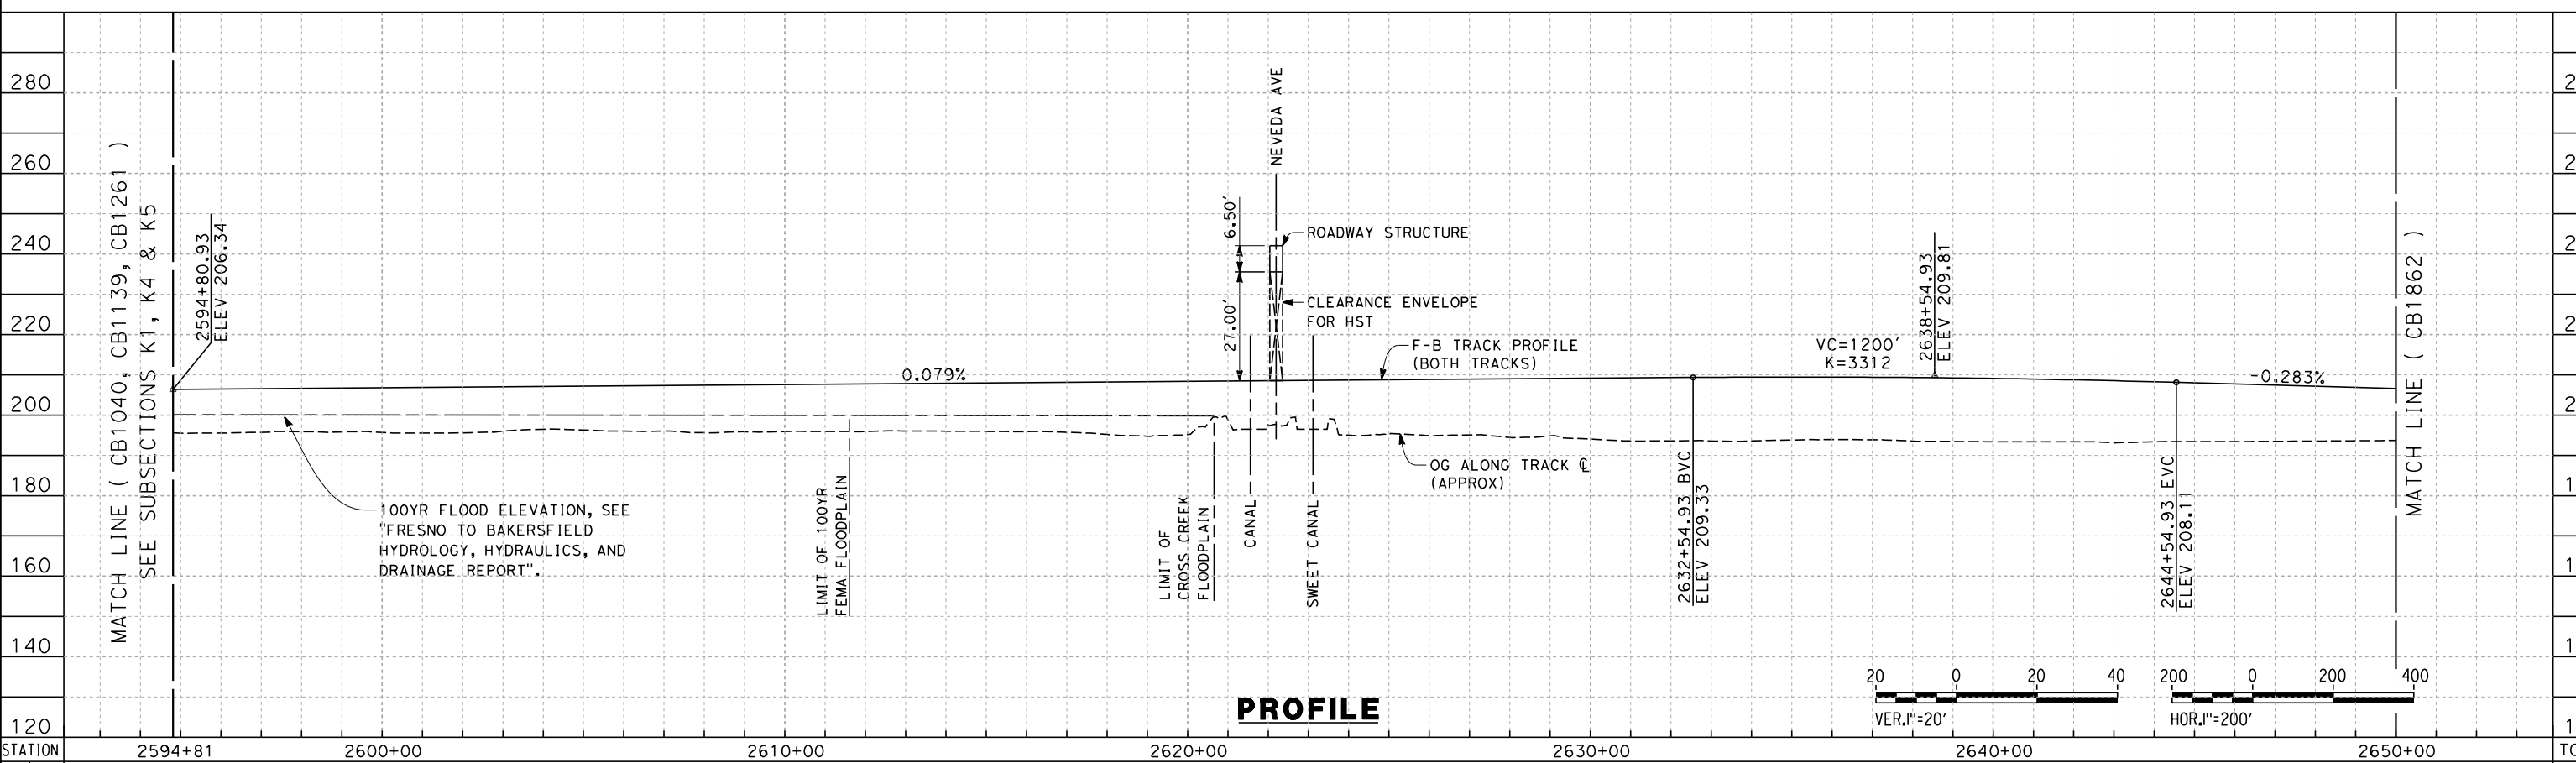 280
260
240
220
200
180
160
140
120
MATCH LINE ( CB1040, CB1139, CB1261 )
SEE SUBSECTIONS K1, K4 & K5
2594+80.93
ELEV 206.34
0.079%
100YR FLOOD ELEVATION, SEE
"FRESNO TO BAKERSFIELD
HYDROLOGY, HYDRAULICS, AND
DRAINAGE REPORT".
LIMIT OF 100YR
FEMA FLOODPLAIN
LIMIT OF
CROSS CREEK
FLOODPLAIN
CANAL
SWEET CANAL
NEVEDA AVE
6.50'
27.00'
ROADWAY STRUCTURE
CLEARANCE ENVELOPE
FOR HST
F-B TRACK PROFILE
(BOTH TRACKS)
OG ALONG TRACK ℄
(APPROX)
2632+54.93 BVC
ELEV 209.33
VC=1200'
K=3312
2638+54.93
ELEV 209.81
2644+54.93 EVC
ELEV 208.11
-0.283%
MATCH LINE ( CB1862 )
20 0 20 40
VER.1"=20'
200 0 200 400
HOR.1"=200'
PROFILE
STATION 2594+81 2600+00 2610+00 2620+00 2630+00 2640+00 2650+00